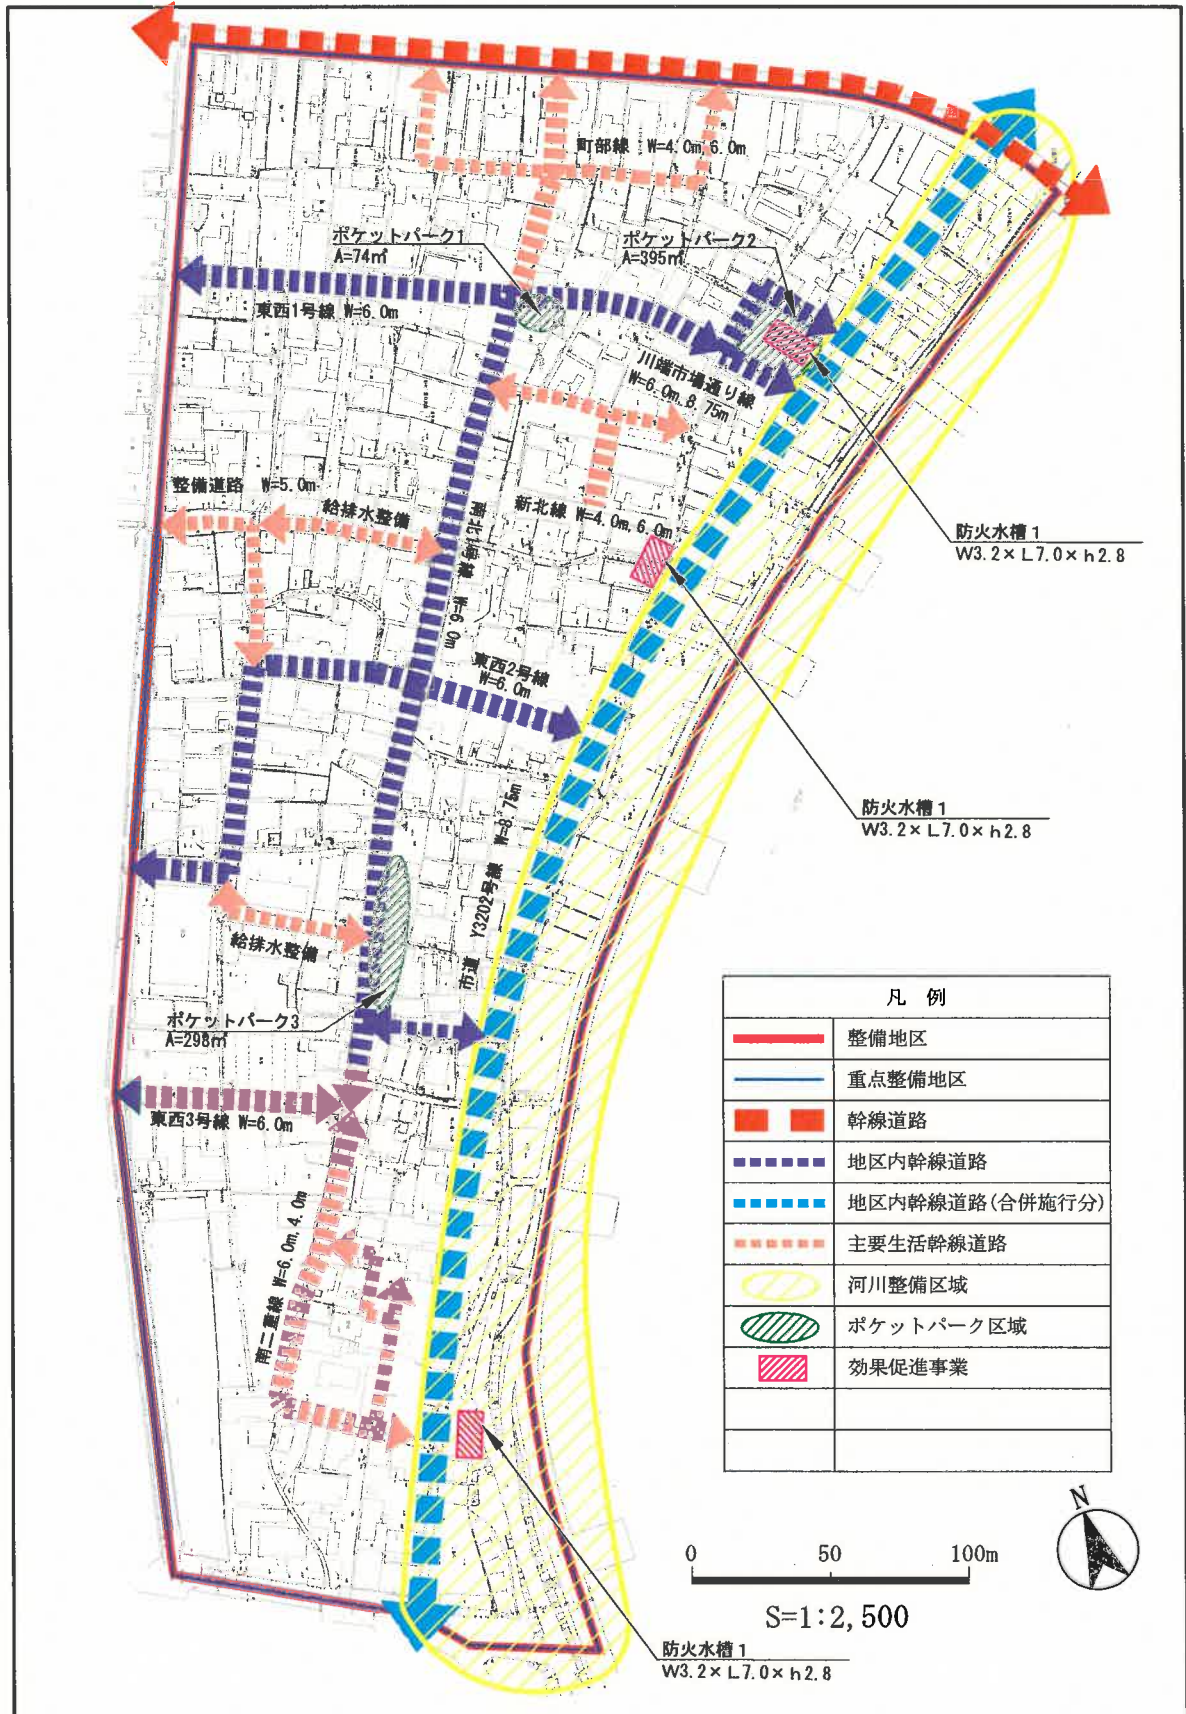 町部線 W=4.0m,6.0m
ポケットパーク1
A=74㎡
ポケットパーク2
A=395㎡
東西1号線 W=6.0m
川端市場通り線
W=6.0m,8.75m
整備道路 W=5.0m
給排水整備
新北線 W=4.0m,6.0m
南北1号線 W=6.0m
防火水槽1
W3.2×L7.0×h2.8
東西2号線
W=6.0m
防火水槽1
W3.2×L7.0×h2.8
市道 Y3202号線 W=8.75m
給排水整備
ポケットパーク3
A=298㎡
東西3号線 W=6.0m
南二重線 W=6.0m,4.0m
凡 例
整備地区
重点整備地区
幹線道路
地区内幹線道路
地区内幹線道路(合併施行分)
主要生活幹線道路
河川整備区域
ポケットパーク区域
効果促進事業
N
0 50 100m
S=1:2,500
防火水槽1
W3.2×L7.0×h2.8